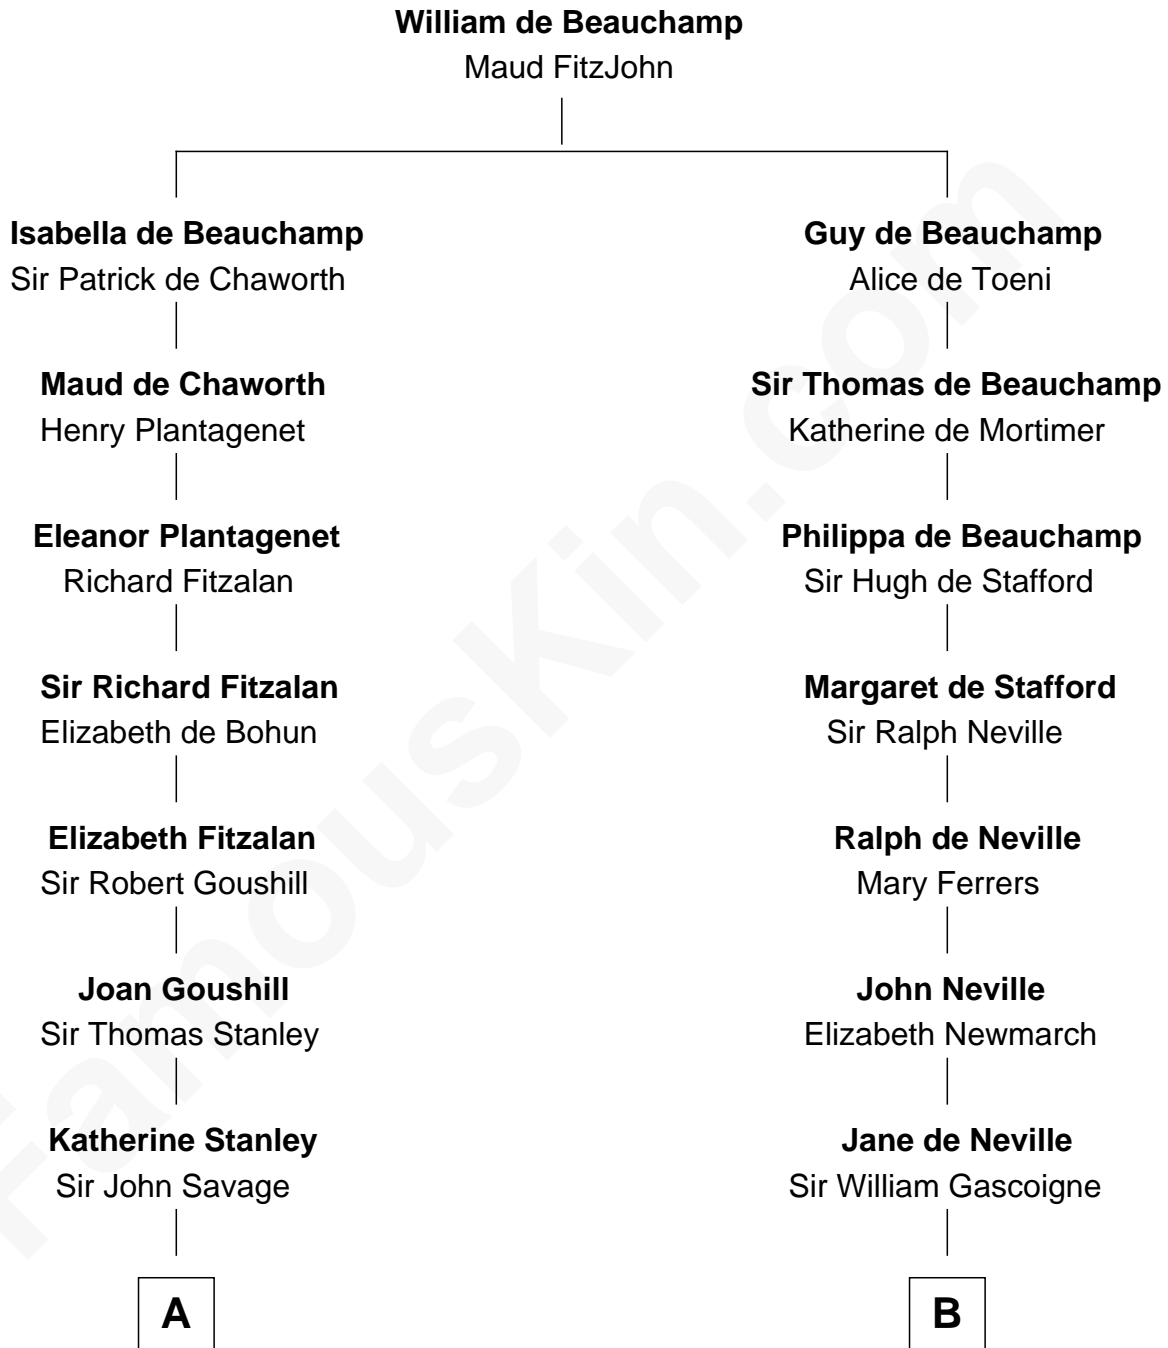 William de Beauchamp
Maud FitzJohn
Isabella de Beauchamp
Sir Patrick de Chaworth
Guy de Beauchamp
Alice de Toeni
Maud de Chaworth
Henry Plantagenet
Sir Thomas de Beauchamp
Katherine de Mortimer
Eleanor Plantagenet
Richard Fitzalan
Philippa de Beauchamp
Sir Hugh de Stafford
Sir Richard Fitzalan
Elizabeth de Bohun
Margaret de Stafford
Sir Ralph Neville
Elizabeth Fitzalan
Sir Robert Goushill
Ralph de Neville
Mary Ferrers
Joan Goushill
Sir Thomas Stanley
John Neville
Elizabeth Newmarch
Katherine Stanley
Sir John Savage
Jane de Neville
Sir William Gascoigne
A
B
FamousKin.com